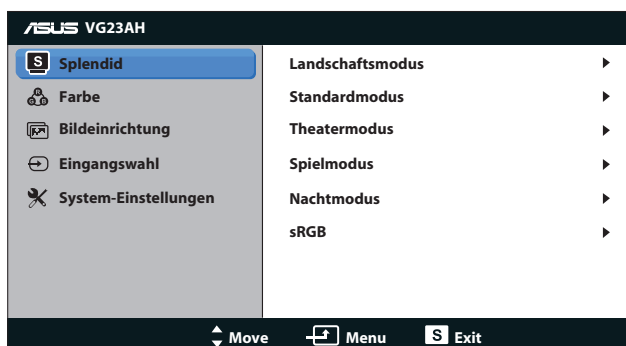 ASUS VG23AH
S Splendid
Farbe
Bildeinrichtung
Eingangswahl
System-Einstellungen
Landschaftsmodus
Standardmodus
Theatermodus
Spielmodus
Nachtmodus
sRGB
Move Menu S Exit